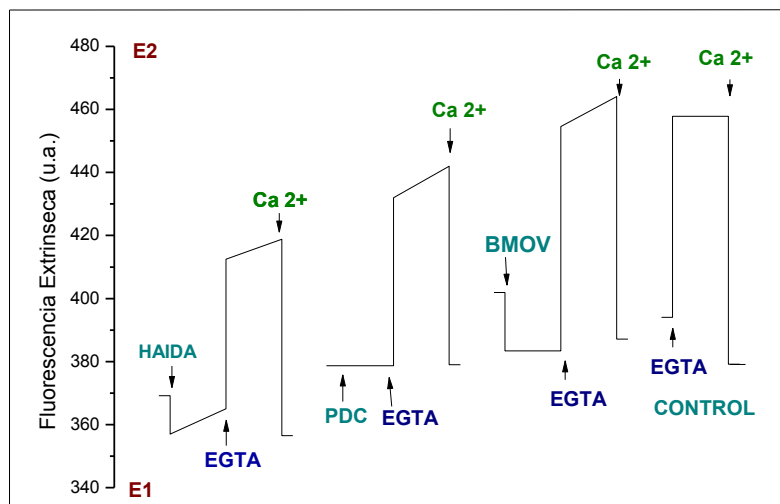 480
460
440
420
400
380
360
340
Fluorescencia Extrinseca (u.a.)
E2
E1
HAIDA
EGTA
Ca 2+
PDC
EGTA
Ca 2+
BMOV
EGTA
Ca 2+
EGTA
Ca 2+
CONTROL